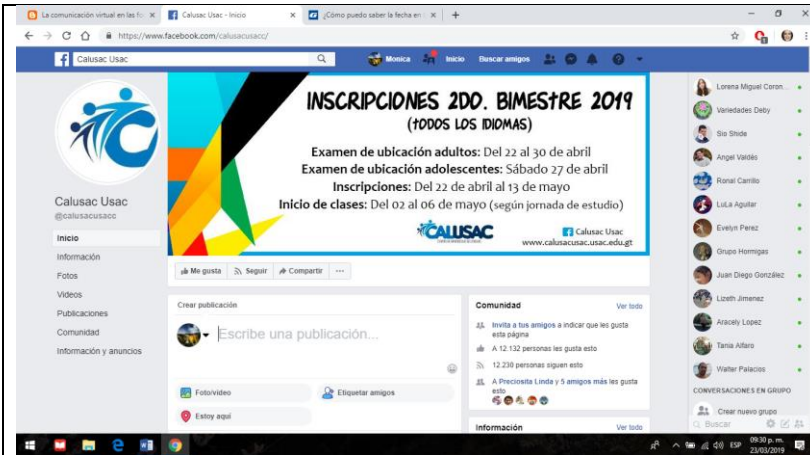 La comunicación virtual en las fo
Calusac Usac - Inicio
¿Cómo puedo saber la fecha en
https://www.facebook.com/calusacusacc/
Calusac Usac
Monica
Inicio
Buscar amigos
INSCRIPCIONES 2DO. BIMESTRE 2019
(TODOS LOS IDIOMAS)
Examen de ubicación adultos: Del 22 al 30 de abril
Examen de ubicación adolescentes: Sábado 27 de abril
Inscripciones: Del 22 de abril al 13 de mayo
Inicio de clases: Del 02 al 06 de mayo (según jornada de estudio)
CALUSAC
Calusac Usac
www.calusacusac.usac.edu.gt
Calusac Usac
@calusacusacc
Inicio
Información
Fotos
Videos
Publicaciones
Comunidad
Información y anuncios
Me gusta
Seguir
Compartir
Crear publicación
Escribe una publicación...
Foto/video
Etiquetar amigos
Estoy aquí
Comunidad
Ver todo
Invita a tus amigos a indicar que les gusta
esta página
A 12 132 personas les gusta esto
12.230 personas siguen esto
A Preciosita Linda y 5 amigos más les gusta
esto
Información
Ver todo
Lorena Miguel Coron...
Variedades Deby
Sio Shide
Angel Valdés
Ronal Carrillo
LuLa Aguilar
Evelyn Perez
Grupo Hormigas
Juan Diego González
Lizeth Jimenez
Aracely Lopez
Tania Alfaro
Walter Palacios
CONVERSACIONES EN GRUPO
Crear nuevo grupo
Buscar
ESP
09:30 p. m.
23/03/2019